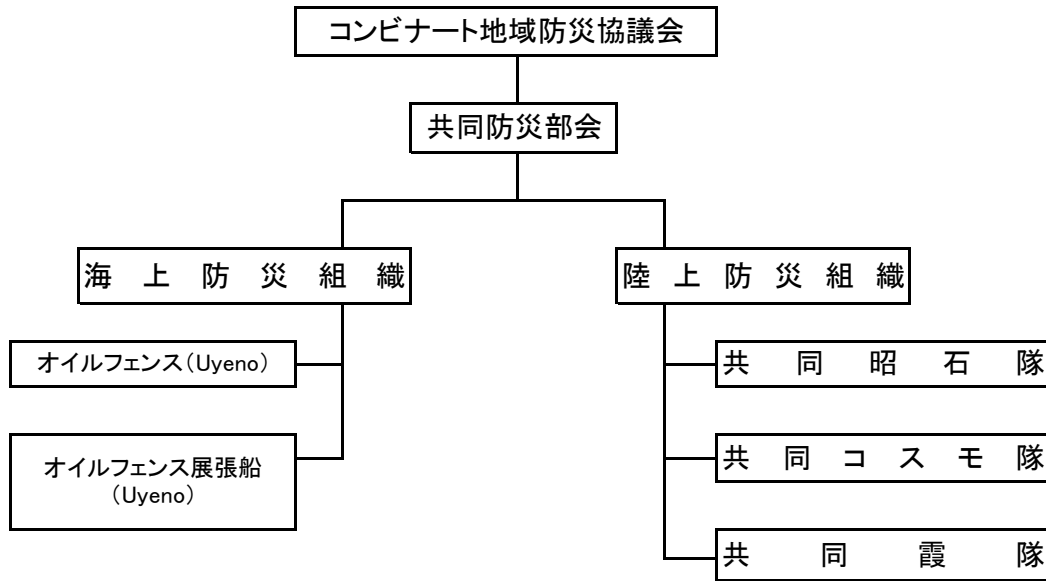 コンビナート地域防災協議会
共同防災部会
海上防災組織
陸上防災組織
オイルフェンス(Uyeno)
共同昭石隊
オイルフェンス展張船
(Uyeno)
共同コスモ隊
共同霞隊